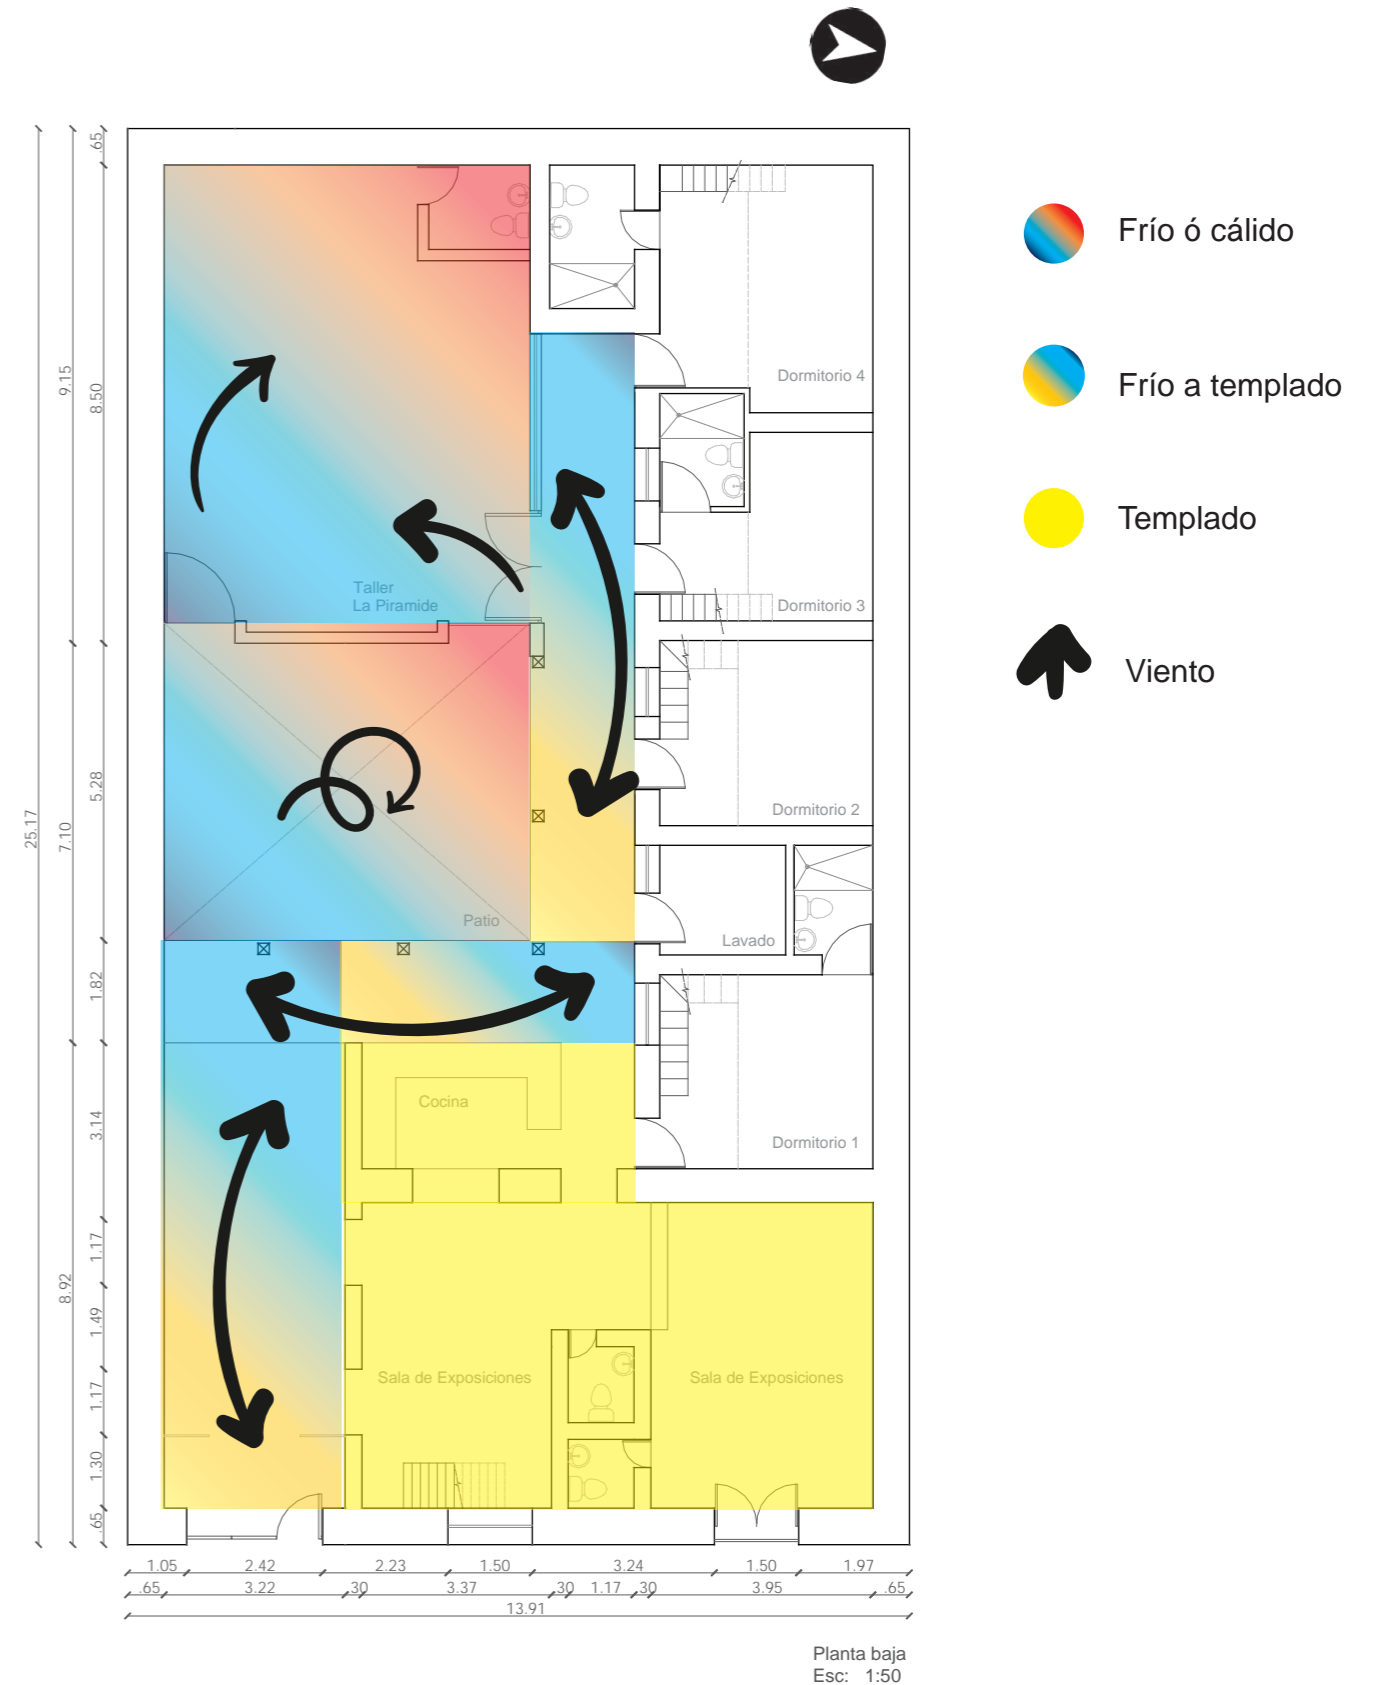 Frío ó cálido
Frío a templado
Templado
Viento
Dormitorio 4
Taller
La Piramide
Dormitorio 3
Dormitorio 2
Patio
Lavado
Cocina
Dormitorio 1
Sala de Exposiciones
Sala de Exposiciones
25.17
9.15
7.10
8.92
.65
8.50
5.28
1.82
3.14
1.17
1.49
1.17
1.30
.65
1.05 2.42 2.23 1.50 3.24 1.50 1.97
.65 3.22 .30 3.37 .30 1.17 .30 3.95 .65
13.91
Planta baja
Esc: 1:50